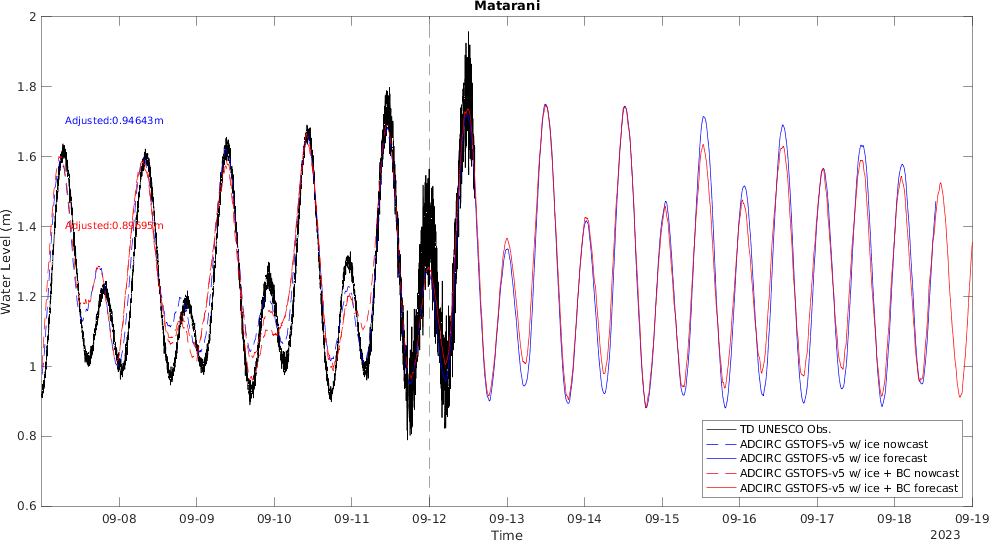 Matarani
2
1.8
1.6
1.4
1.2
1
0.8
0.6
Water Level (m)
Adjusted:0.94643m
Adjusted:0.89595m
TD UNESCO Obs.
ADCIRC GSTOFS-v5 w/ ice nowcast
ADCIRC GSTOFS-v5 w/ ice forecast
ADCIRC GSTOFS-v5 w/ ice + BC nowcast
ADCIRC GSTOFS-v5 w/ ice + BC forecast
09-08 09-09 09-10 09-11 09-12 09-13 09-14 09-15 09-16 09-17 09-18 09-19
2023
Time